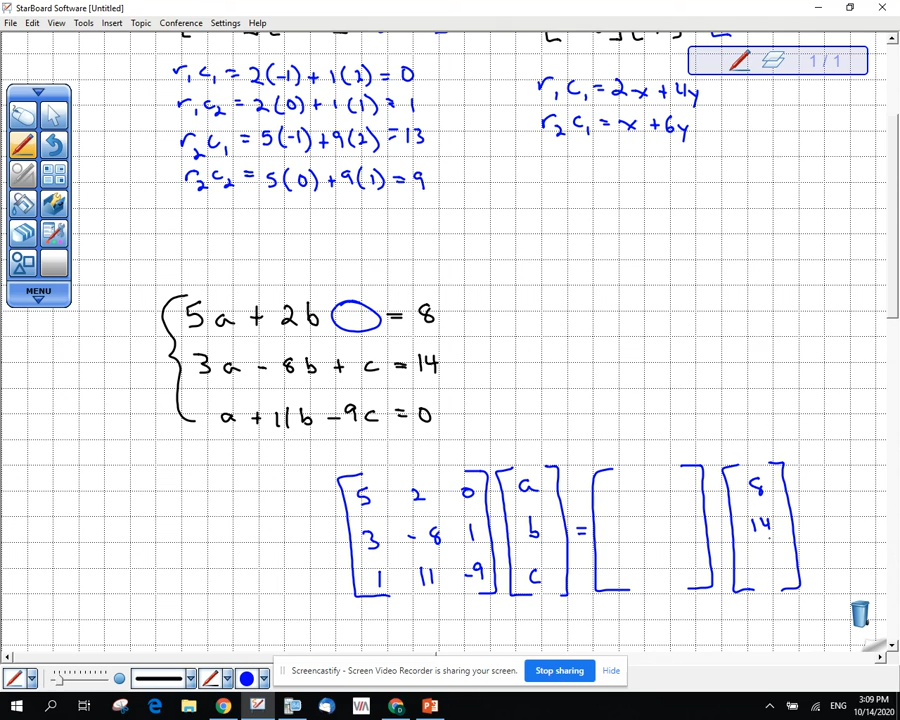 StarBoard Software [Untitled]
File Edit View Tools Insert Topic Conference Settings Help
1 / 1
r₁c₁ = 2(-1) + 1(2) = 0
r₁c₂ = 2(0) + 1(1) = 1
r₂c₁ = 5(-1) + 9(2) = 13
r₂c₂ = 5(0) + 9(1) = 9
r₁c₁ = 2x + 4y
r₂c₁ = x + 6y
MENU
5a + 2b = 8
3a - 8b + c = 14
a + 11b - 9c = 0
5 2 0 a = 8
3 -8 1 b 14
1 11 -9 c
Screencastify - Screen Video Recorder is sharing your screen. Stop sharing Hide
3:09 PM
10/14/2020